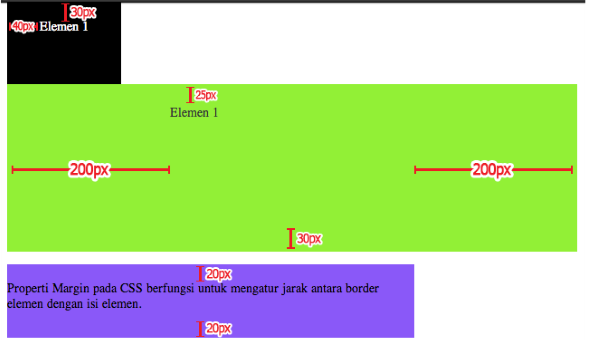 30px
40px Elemen 1
25px
Elemen 1
200px 200px
30px
20px
Properti Margin pada CSS berfungsi untuk mengatur jarak antara border
elemen dengan isi elemen.
20px